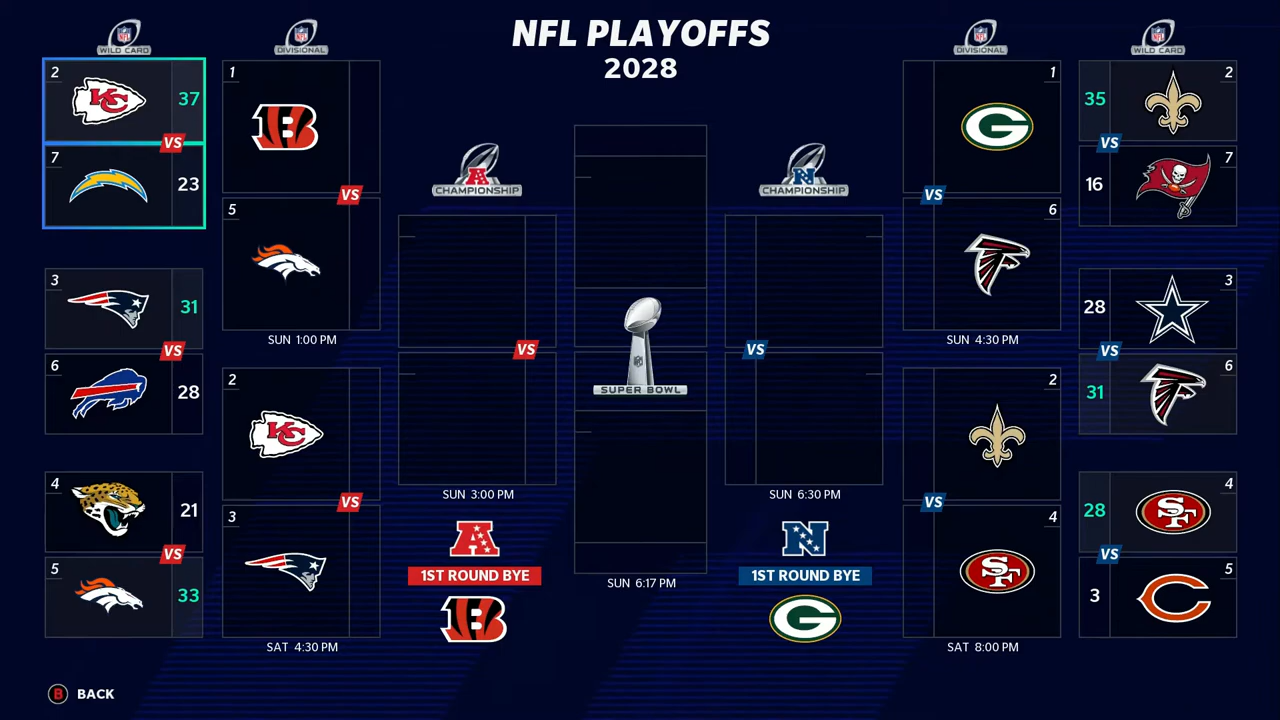 NFL PLAYOFFS
2028
WILD CARD
2
37
VS
7
23
3
31
VS
6
28
4
21
VS
5
33
DIVISIONAL
1
VS
5
SUN 1:00 PM
2
VS
3
SAT 4:30 PM
CHAMPIONSHIP
VS
SUN 3:00 PM
1ST ROUND BYE
SUPER BOWL
SUN 6:17 PM
CHAMPIONSHIP
VS
SUN 6:30 PM
1ST ROUND BYE
DIVISIONAL
1
VS
6
SUN 4:30 PM
2
VS
4
SAT 8:00 PM
WILD CARD
35
2
VS
16
7
28
3
VS
31
6
28
4
VS
3
5
B BACK